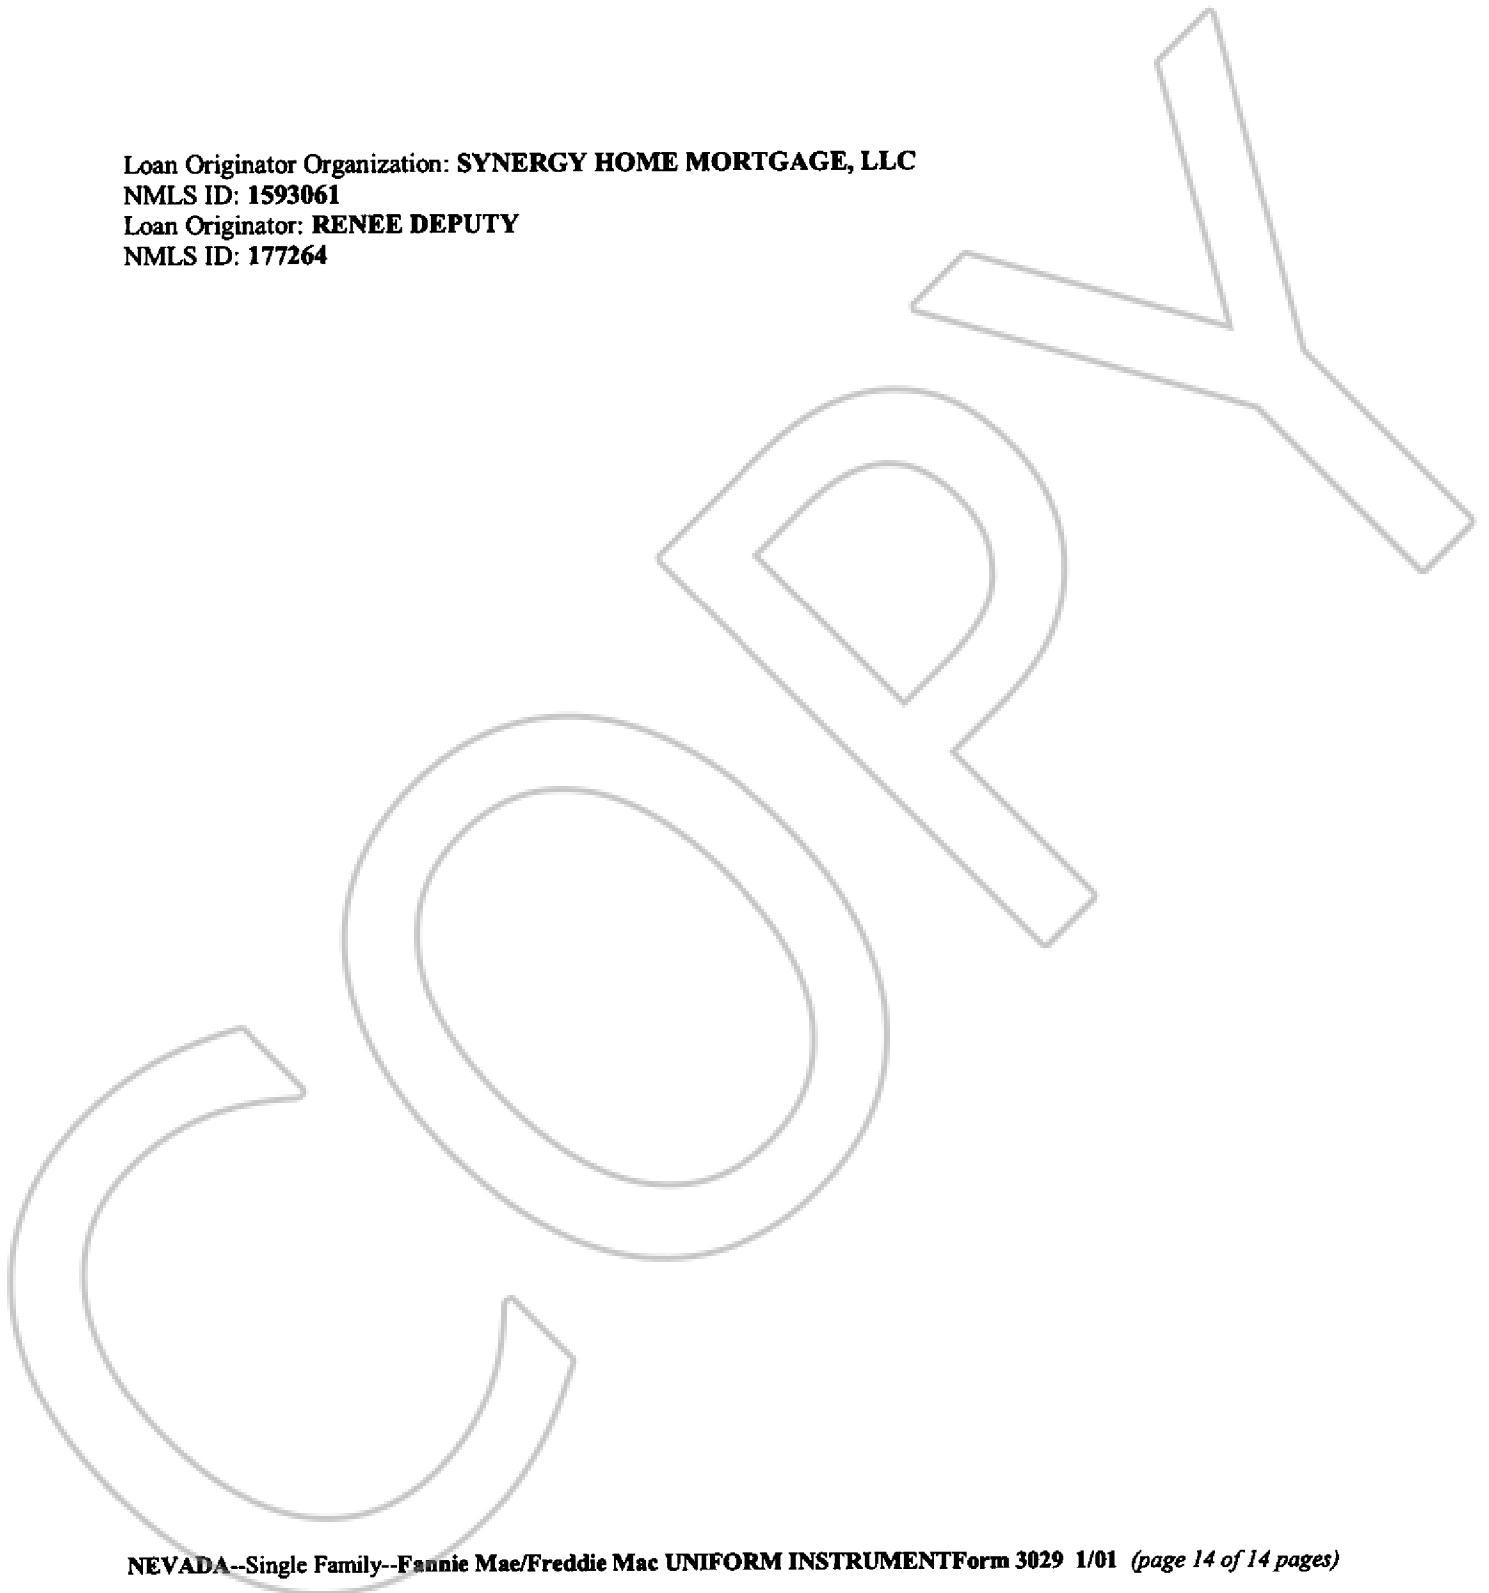 Loan Originator Organization: SYNERGY HOME MORTGAGE, LLC
NMLS ID: 1593061
Loan Originator: RENEE DEPUTY
NMLS ID: 177264
COPY
NEVADA--Single Family--Fannie Mae/Freddie Mac UNIFORM INSTRUMENTForm 3029 1/01 (page 14 of 14 pages)